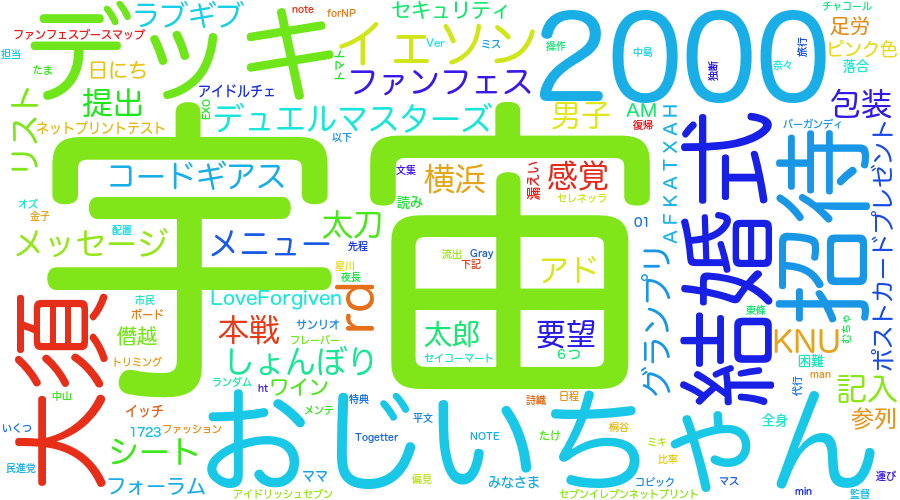 ファンフェスブースマップ
note
forNP
ラブギブ
セキュリティ
チャコール
担当
デッキ
イエソン
Ver
ミス
操作
2000
中島
旅行
足労
ピンク色
独断
奈々
落合
たま
日にち
トマト
ファンフェス
リスト
提出
アイドルチェ
EXO
デュエルマスターズ
男子
AM
復帰
包装
ネットプリントテスト
以下
バーガンディ
宇宙
コードギアス
文集
横浜
漏えい
感覚
AFKATXAH
結婚式
招待
ポストカードプレゼント
オズ
金子
読み
セレネッラ
配置
太刀
01
メッセージ
メニュー
先程
流出
Gray
下記
アド
グランプリ
星川
夜長
大須
市民
ボード
LoveForgiven
rd
僭越
本戦
サンリオ
太郎
要望
東條
KNU
むちゃ
フレーバー
セイコーマート
6つ
トリミング
しょんぼり
困難
ランダム
ht
ワイン
man
代行
記入
中山
イッチ
メンテ
特典
おじいちゃん
日程
詩織
参列
いくつ
1723
ファッション
平文
全身
シート
Togetter
NOTE
たけ
桐谷
民進党
ママ
偏見
みなさま
ミキ
比率
マス
運び
フォーラム
アイドリッシュセブン
コピック
セブンイレブンネットプリント
min
監督